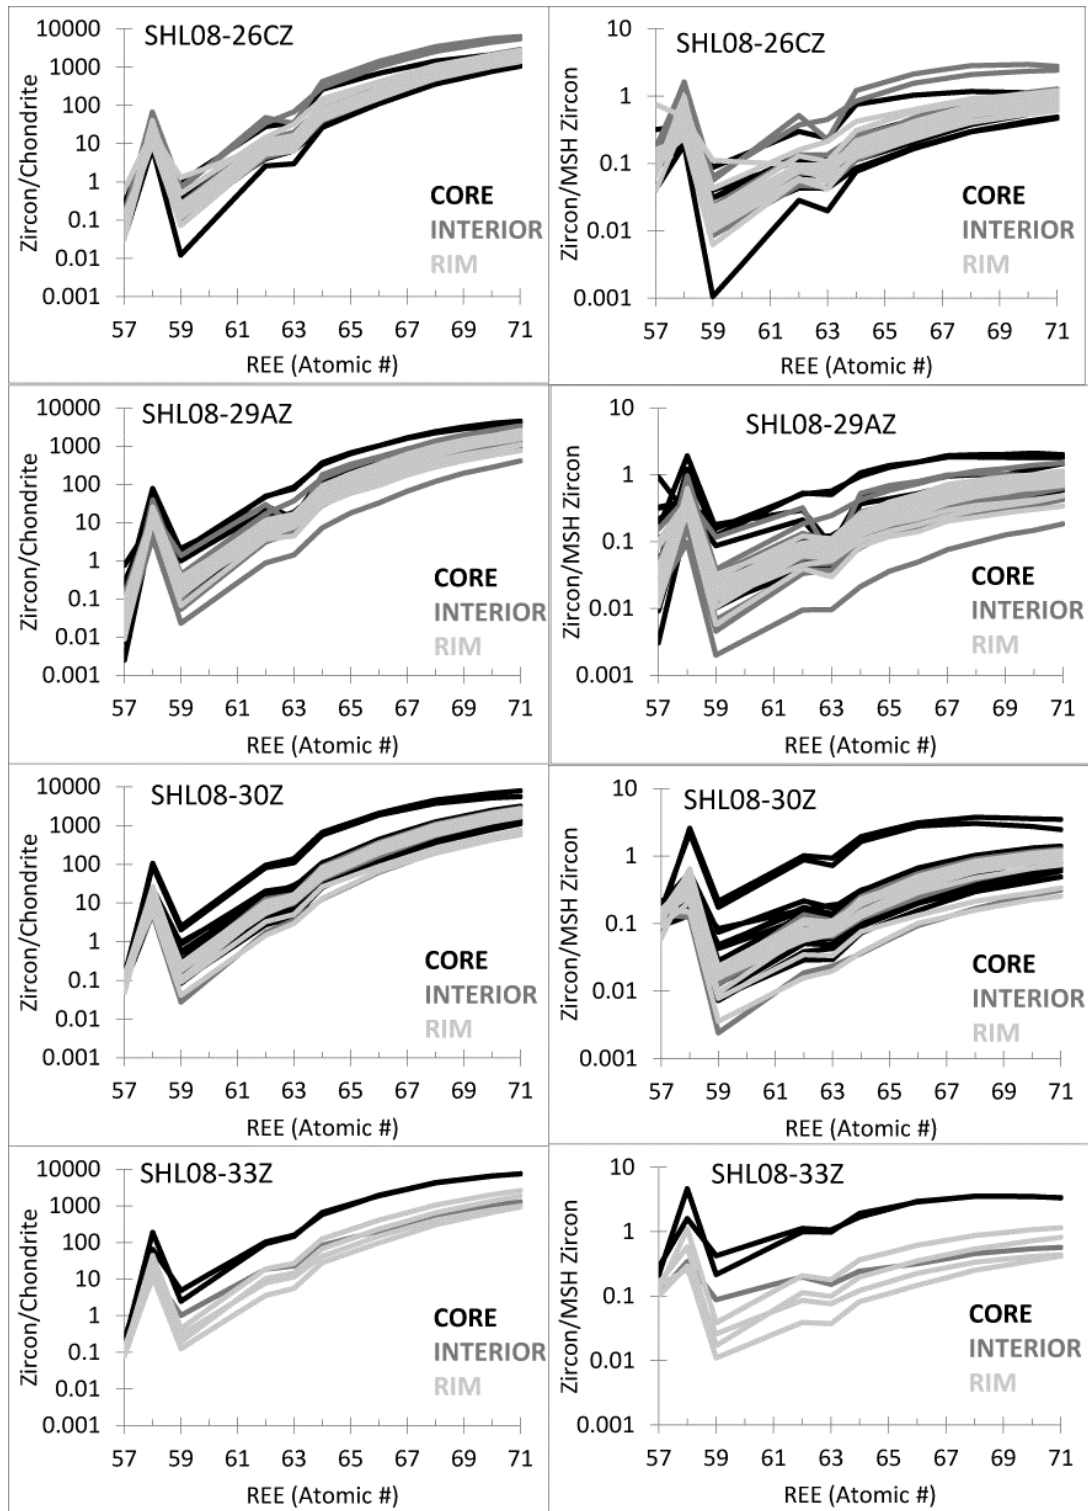 SHL08-26CZ
Zircon/Chondrite
10000
1000
100
10
1
0.1
0.01
0.001
CORE
INTERIOR
RIM
57 59 61 63 65 67 69 71
REE (Atomic #)
SHL08-26CZ
Zircon/MSH Zircon
10
1
0.1
0.01
0.001
CORE
INTERIOR
RIM
57 59 61 63 65 67 69 71
REE (Atomic #)
SHL08-29AZ
Zircon/Chondrite
10000
1000
100
10
1
0.1
0.01
0.001
CORE
INTERIOR
RIM
57 59 61 63 65 67 69 71
REE (Atomic #)
SHL08-29AZ
Zircon/MSH Zircon
10
1
0.1
0.01
0.001
CORE
INTERIOR
RIM
57 59 61 63 65 67 69 71
REE (Atomic #)
SHL08-30Z
Zircon/Chondrite
10000
1000
100
10
1
0.1
0.01
0.001
CORE
INTERIOR
RIM
57 59 61 63 65 67 69 71
REE (Atomic #)
SHL08-30Z
Zircon/MSH Zircon
10
1
0.1
0.01
0.001
CORE
INTERIOR
RIM
57 59 61 63 65 67 69 71
REE (Atomic #)
SHL08-33Z
Zircon/Chondrite
10000
1000
100
10
1
0.1
0.01
0.001
CORE
INTERIOR
RIM
57 59 61 63 65 67 69 71
REE (Atomic #)
SHL08-33Z
Zircon/MSH Zircon
10
1
0.1
0.01
0.001
CORE
INTERIOR
RIM
57 59 61 63 65 67 69 71
REE (Atomic #)